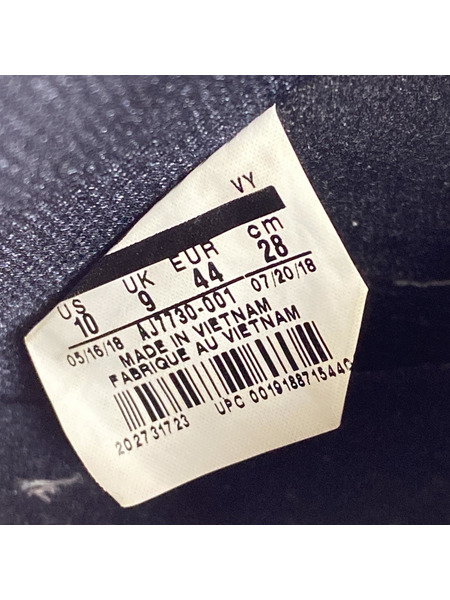 VY
US UK EUR cm
10 9 44 28
05/16/18 AJ7730-001 07/20/18
MADE IN VIETNAM
FABRIQUE AU VIETNAM
202731723 UPC 0019188715440